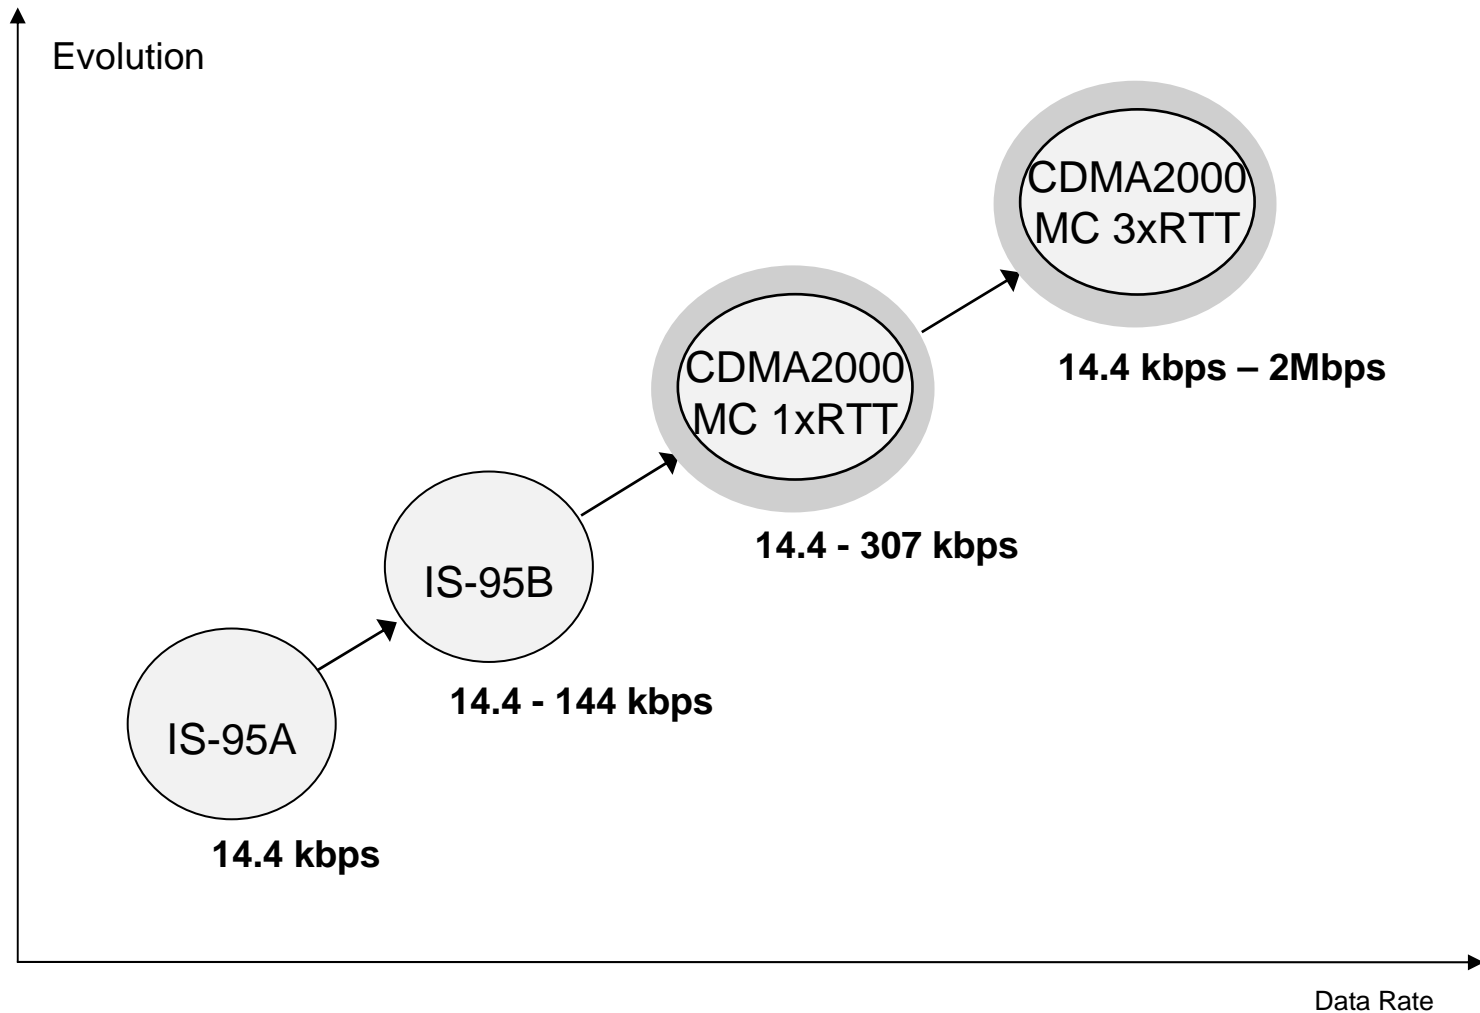 Evolution
CDMA2000
MC 3xRTT
14.4 kbps – 2Mbps
CDMA2000
MC 1xRTT
14.4 - 307 kbps
IS-95B
14.4 - 144 kbps
IS-95A
14.4 kbps
Data Rate